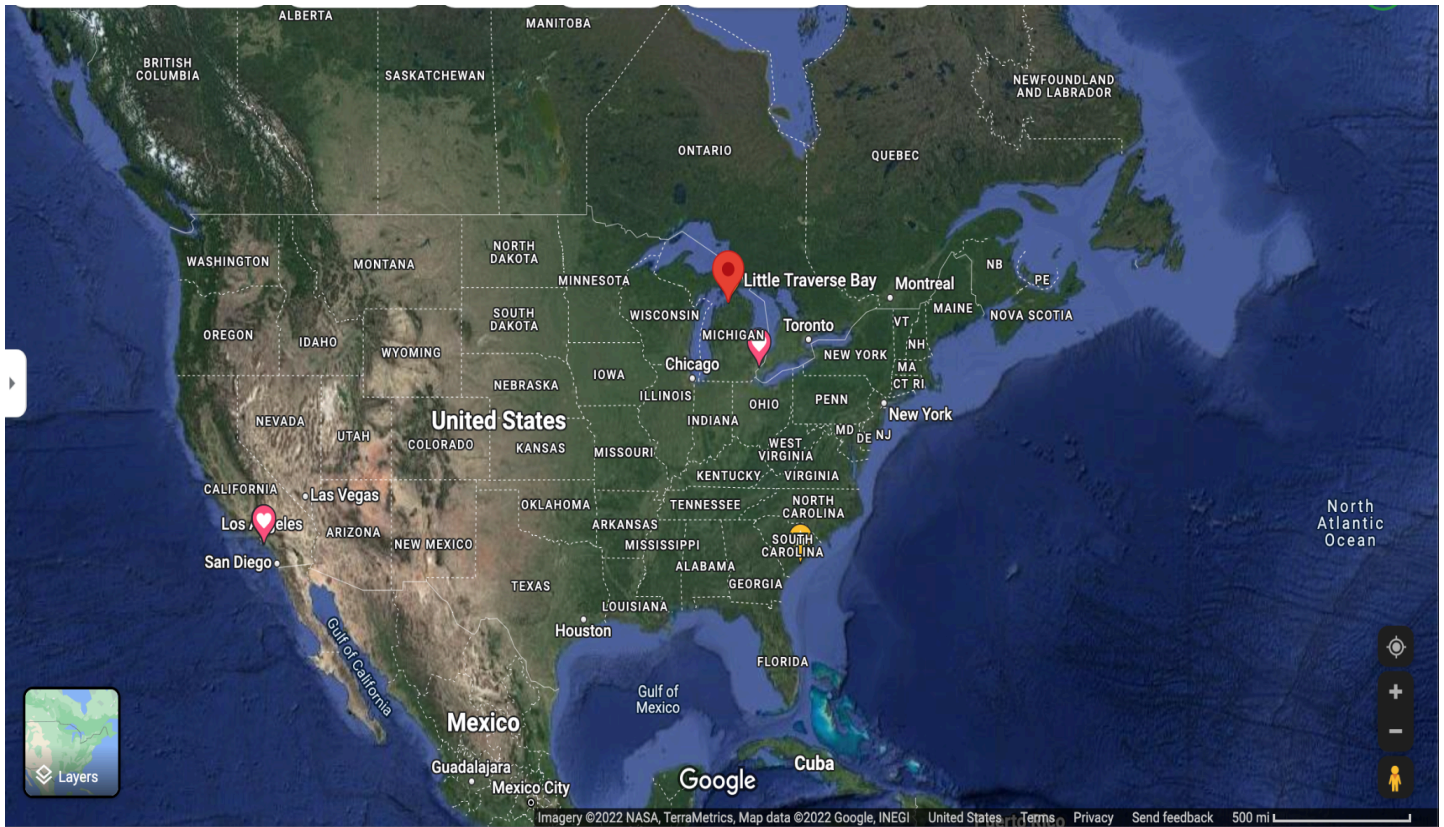 ALBERTA
MANITOBA
BRITISH
COLUMBIA
SASKATCHEWAN
NEWFOUNDLAND
AND LABRADOR
ONTARIO
QUEBEC
WASHINGTON
MONTANA
NORTH
DAKOTA
MINNESOTA
Little Traverse Bay
Montreal
NB
PE
OREGON
IDAHO
SOUTH
DAKOTA
WISCONSIN
MICHIGAN
Toronto
VT
MAINE
NOVA SCOTIA
WYOMING
Chicago
NEW YORK
NH
MA
CT RI
NEBRASKA
IOWA
ILLINOIS
OHIO
PENN
New York
NEVADA
UTAH
COLORADO
United States
KANSAS
MISSOURI
INDIANA
WEST
VIRGINIA
MD
DE
NJ
KENTUCKY
VIRGINIA
CALIFORNIA
Las Vegas
Los Angeles
ARIZONA
NEW MEXICO
OKLAHOMA
ARKANSAS
TENNESSEE
NORTH
CAROLINA
MISSISSIPPI
SOUTH
CAROLINA
North
Atlantic
Ocean
San Diego
TEXAS
ALABAMA
GEORGIA
LOUISIANA
Houston
Gulf of California
FLORIDA
Gulf of
Mexico
Mexico
Guadalajara
Mexico City
Cuba
Google
Layers
Puerto Rico
Imagery ©2022 NASA, TerraMetrics, Map data ©2022 Google, INEGI United States Terms Privacy Send feedback 500 mi